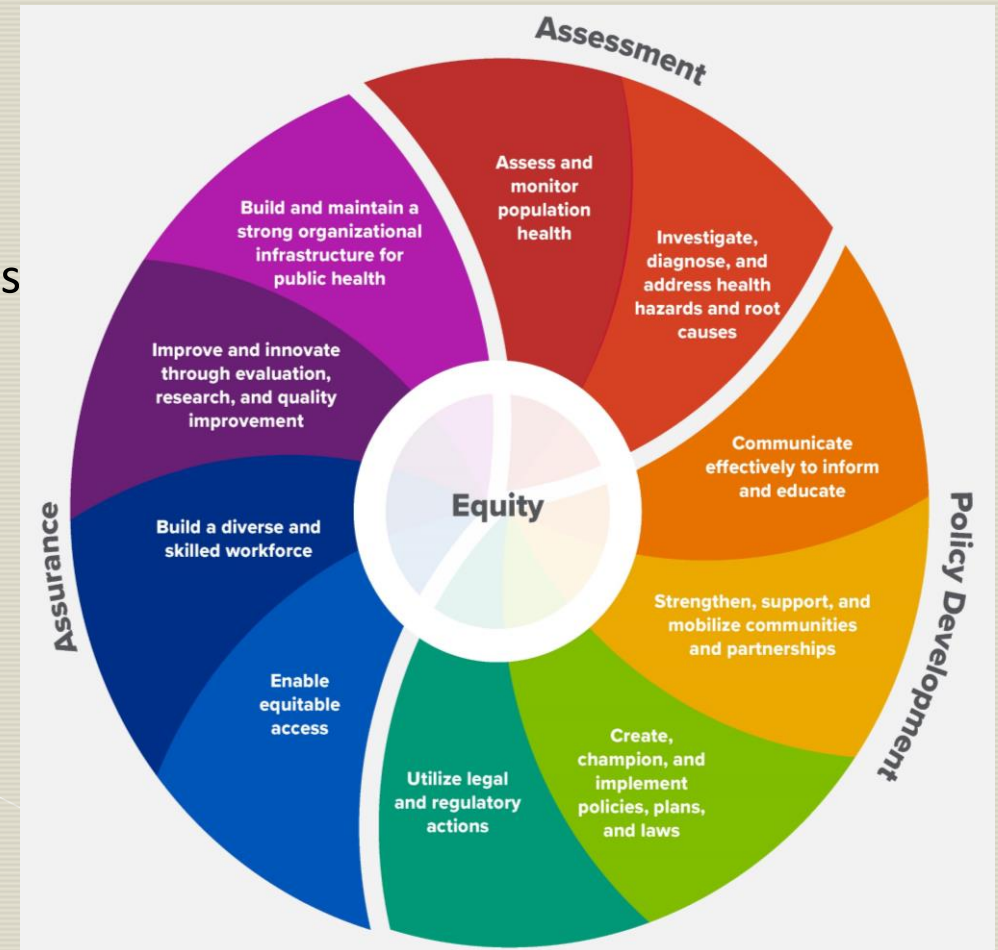 Assessment
Assess and
monitor
population
health
Investigate,
diagnose, and
address health
hazards and root
causes
Communicate
effectively to inform
and educate
Policy Development
Strengthen, support, and
mobilize communities
and partnerships
Create,
champion, and
implement
policies, plans,
and laws
Utilize legal
and regulatory
actions
Enable
equitable
access
Assurance
Build a diverse and
skilled workforce
Improve and innovate
through evaluation,
research, and quality
improvement
Build and maintain a
strong organizational
infrastructure for
public health
Equity
s